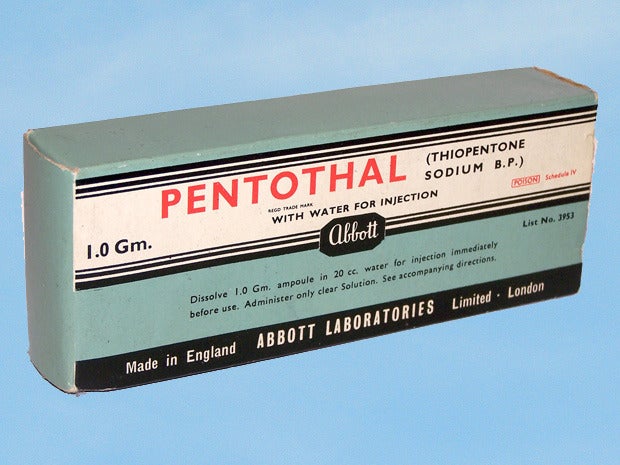 PENTOTHAL
(THIOPENTONE
SODIUM B.P.)
REGD. TRADE MARK
WITH WATER FOR INJECTION
POISON Schedule IV
1.0 Gm.
Abbott
List No. 3953
Dissolve 1.0 Gm. ampoule in 20 cc. water for injection immediately
before use. Administer only clear Solution. See accompanying directions.
Made in England ABBOTT LABORATORIES Limited · London